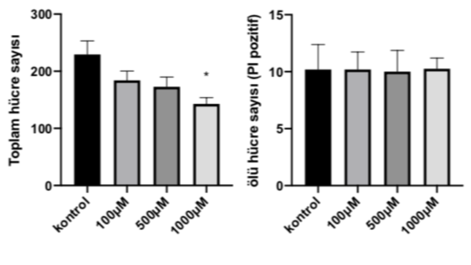 Toplam hücre sayısı
300
200
100
0
*
kontrol
100µM
500µM
1000µM
ölü hücre sayısı (PI pozitif)
15
10
5
0
kontrol
100µM
500µM
1000µM